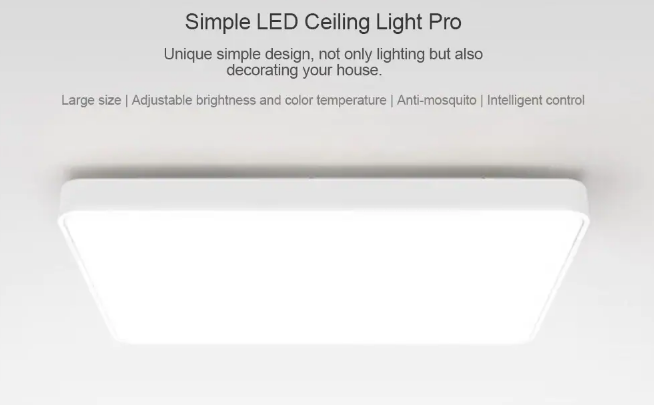 Simple LED Ceiling Light Pro
Unique simple design, not only lighting but also
decorating your house.
Large size | Adjustable brightness and color temperature | Anti-mosquito | Intelligent control